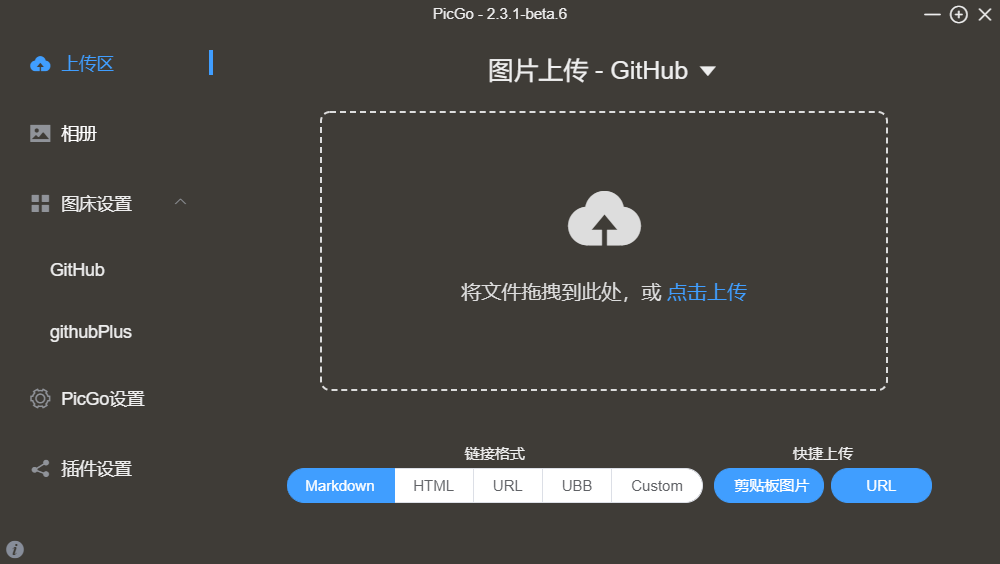 PicGo - 2.3.1-beta.6
上传区
相册
图床设置
GitHub
githubPlus
PicGo设置
插件设置
图片上传 - GitHub
将文件拖拽到此处，或 点击上传
链接格式
Markdown HTML URL UBB Custom
快捷上传
剪贴板图片 URL